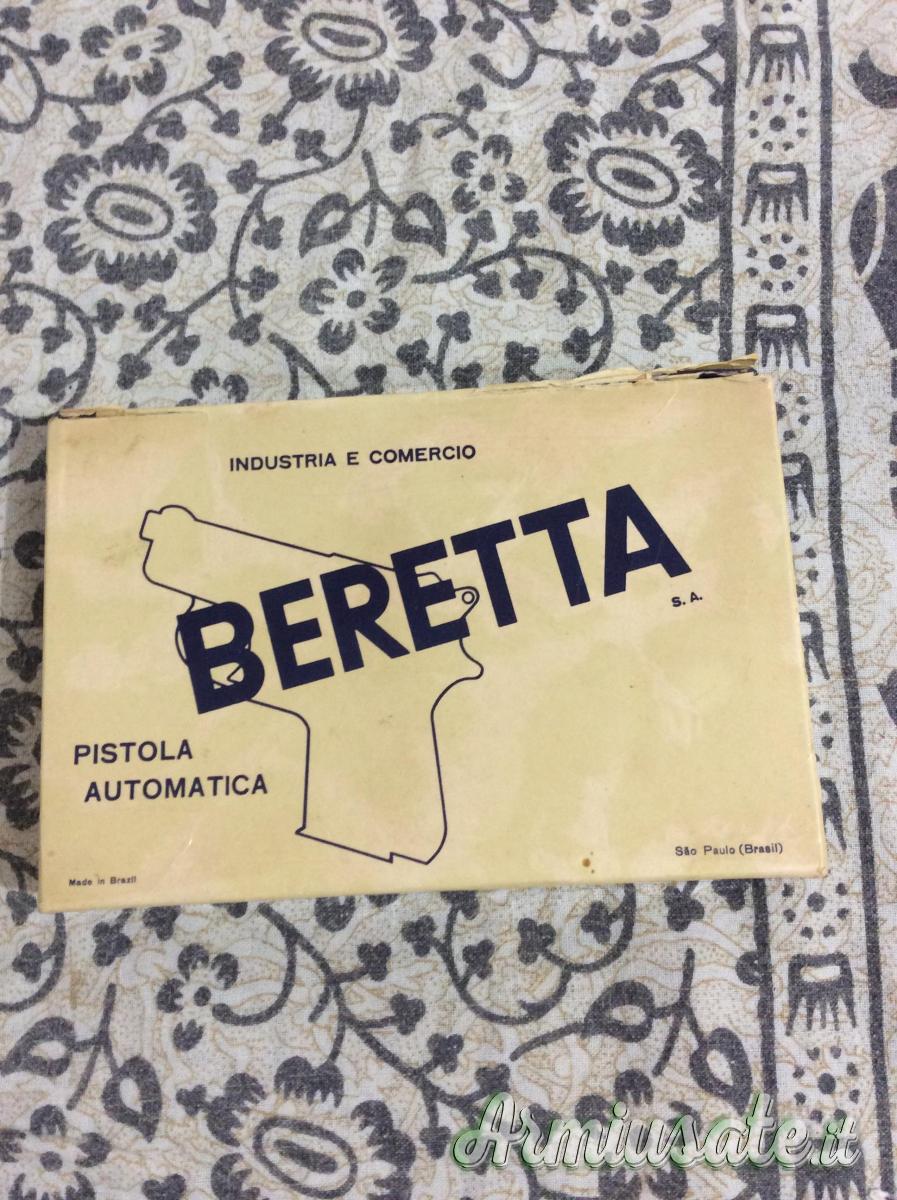 INDUSTRIA E COMERCIO
BERETTA
S. A.
PISTOLA
AUTOMATICA
São Paulo (Brasil)
Made in Brazil
Armiusate.it